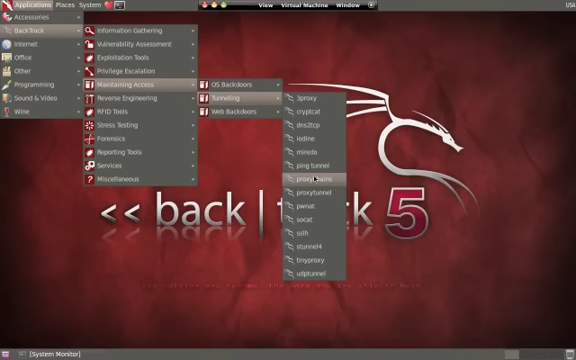 Applications Places System View Virtual Machine Window USA
Accessories
BackTrack
Internet
Office
Other
Programming
Sound & Video
Wine
Information Gathering
Vulnerability Assessment
Exploitation Tools
Privilege Escalation
Maintaining Access
Reverse Engineering
RFID Tools
Stress Testing
Forensics
Reporting Tools
Services
Miscellaneous
OS Backdoors
Tunneling
Web Backdoors
3proxy
cryptcat
dns2tcp
iodine
miredo
ping tunnel
proxychains
proxytunnel
pwnat
socat
sslh
stunnel4
tinyproxy
udptunnel
<< back | track 5
[System Monitor]